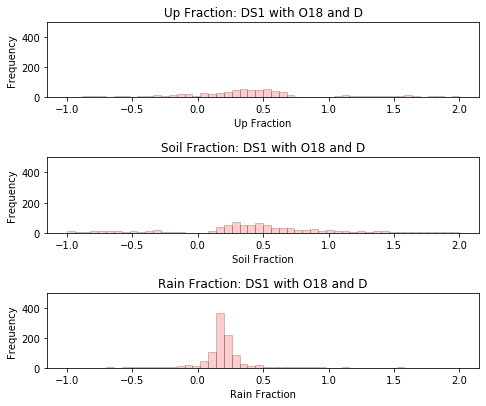 Up Fraction: DS1 with O18 and D
Frequency
400
200
0
−1.0 −0.5 0.0 0.5 1.0 1.5 2.0
Up Fraction
Soil Fraction: DS1 with O18 and D
Frequency
400
200
0
−1.0 −0.5 0.0 0.5 1.0 1.5 2.0
Soil Fraction
Rain Fraction: DS1 with O18 and D
Frequency
400
200
0
−1.0 −0.5 0.0 0.5 1.0 1.5 2.0
Rain Fraction